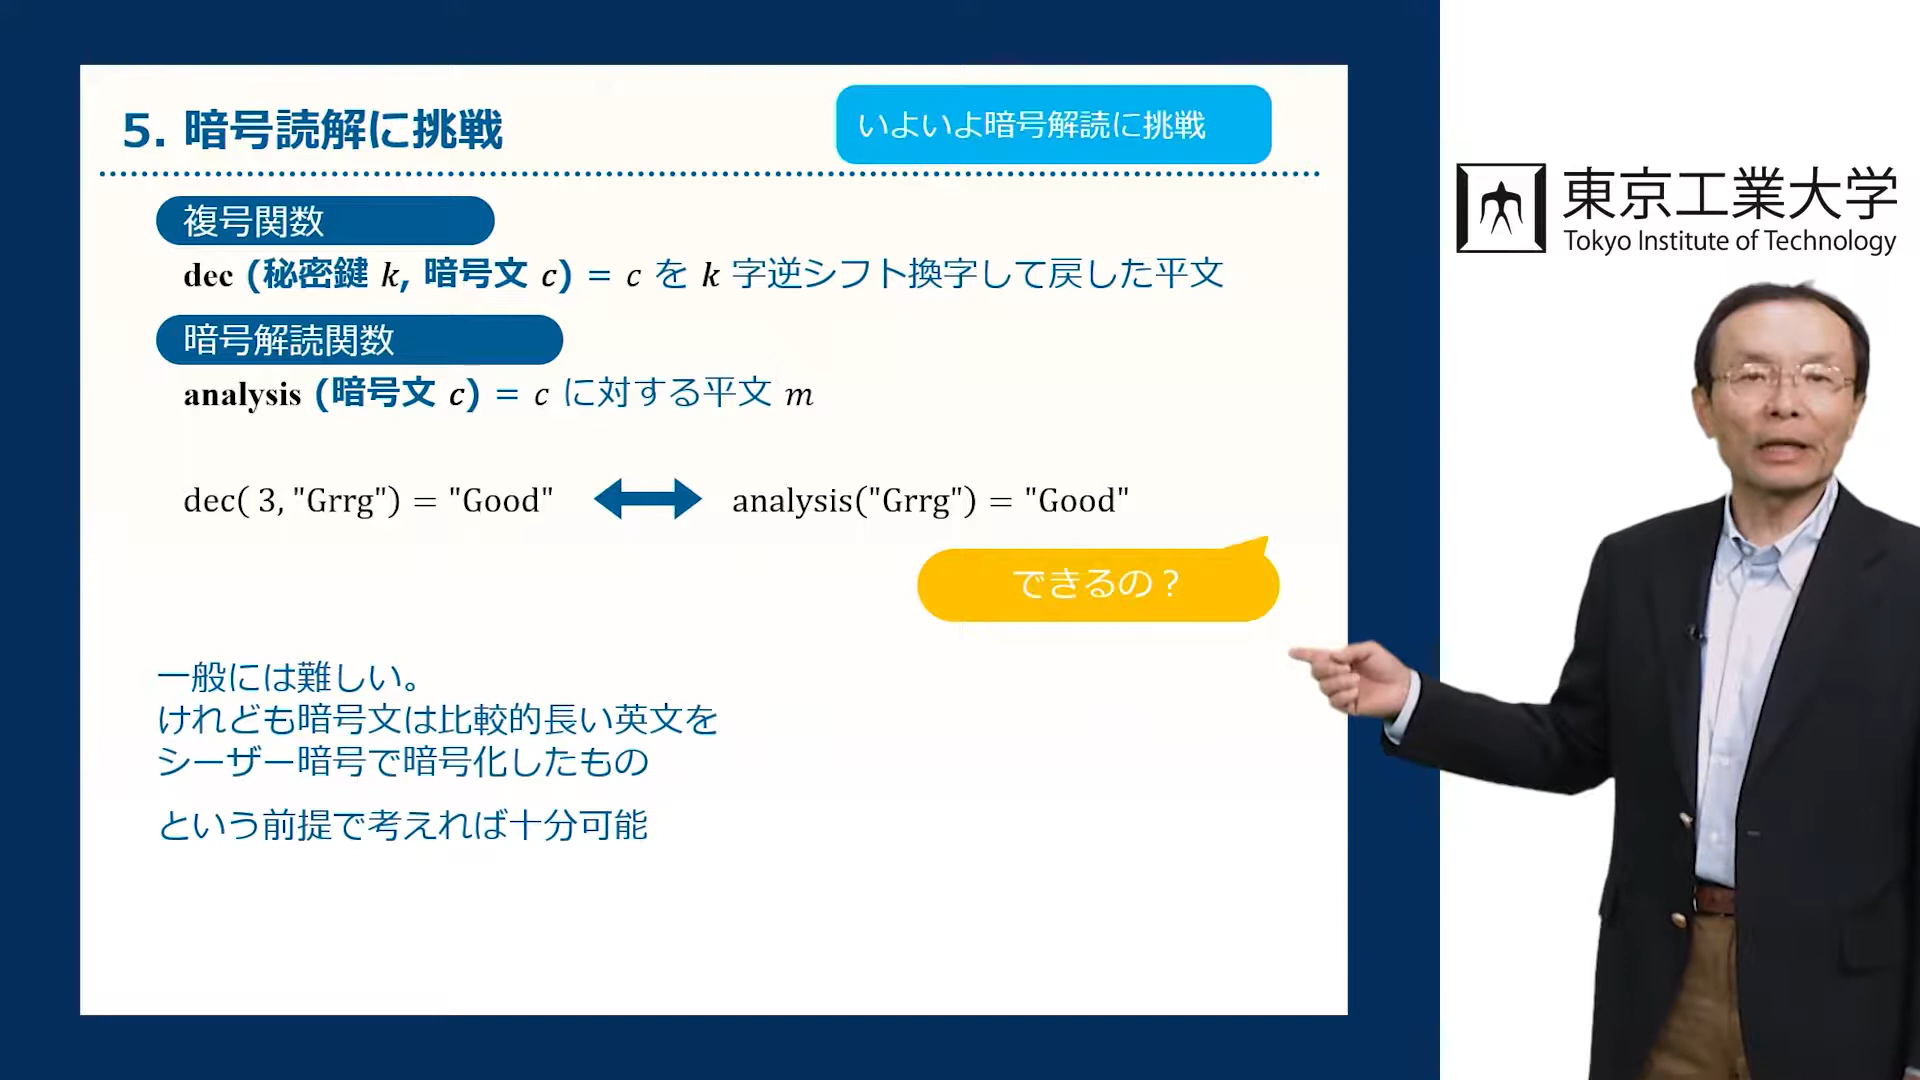 5. 暗号読解に挑戦
いよいよ暗号解読に挑戦
複号関数
dec (秘密鍵 k, 暗号文 c) = c を k 字逆シフト換字して戻した平文
暗号解読関数
analysis (暗号文 c) = c に対する平文 m
dec( 3, "Grrg") = "Good"
analysis("Grrg") = "Good"
できるの？
一般には難しい。
けれども暗号文は比較的長い英文を
シーザー暗号で暗号化したもの
という前提で考えれば十分可能
東京工業大学
Tokyo Institute of Technology